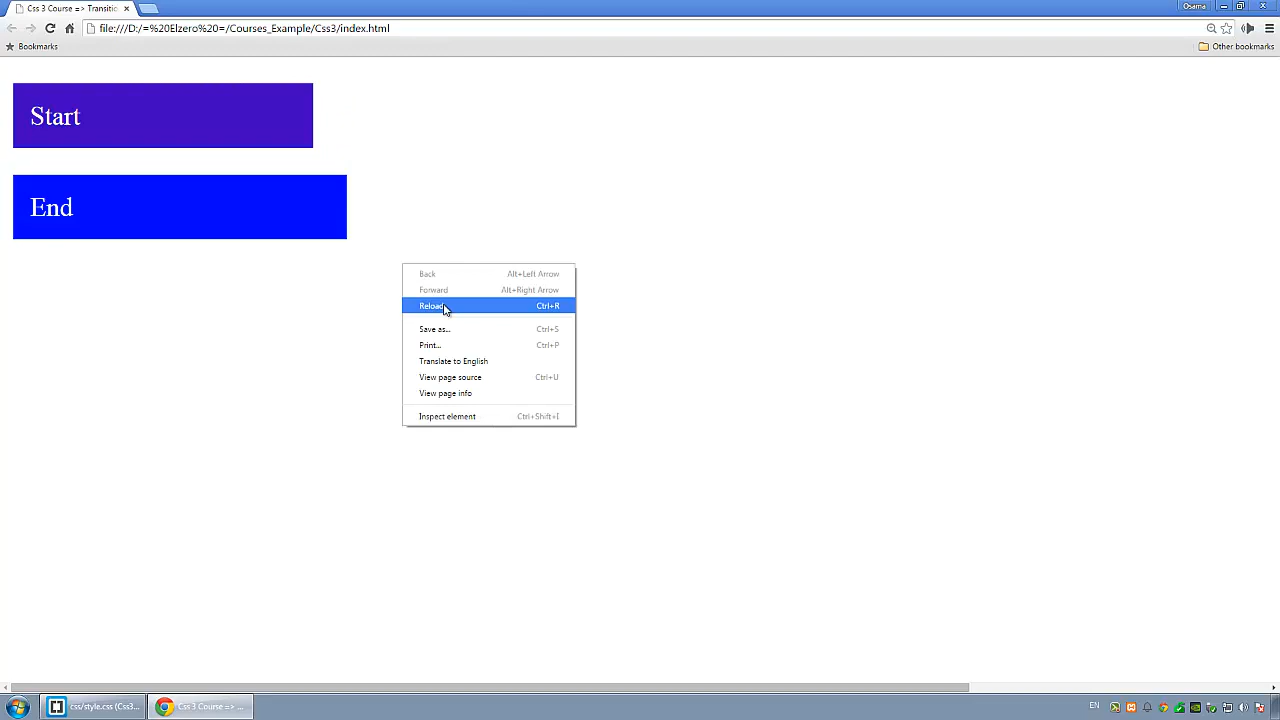 Css 3 Course => Transitic
Osama
file:///D:/=%20Elzero%20=/Courses_Example/Css3/index.html
Bookmarks
Other bookmarks
Start
End
Back Alt+Left Arrow
Forward Alt+Right Arrow
Reload Ctrl+R
Save as... Ctrl+S
Print... Ctrl+P
Translate to English
View page source Ctrl+U
View page info
Inspect element Ctrl+Shift+I
css/style.css (Css3...
Css 3 Course => ...
EN